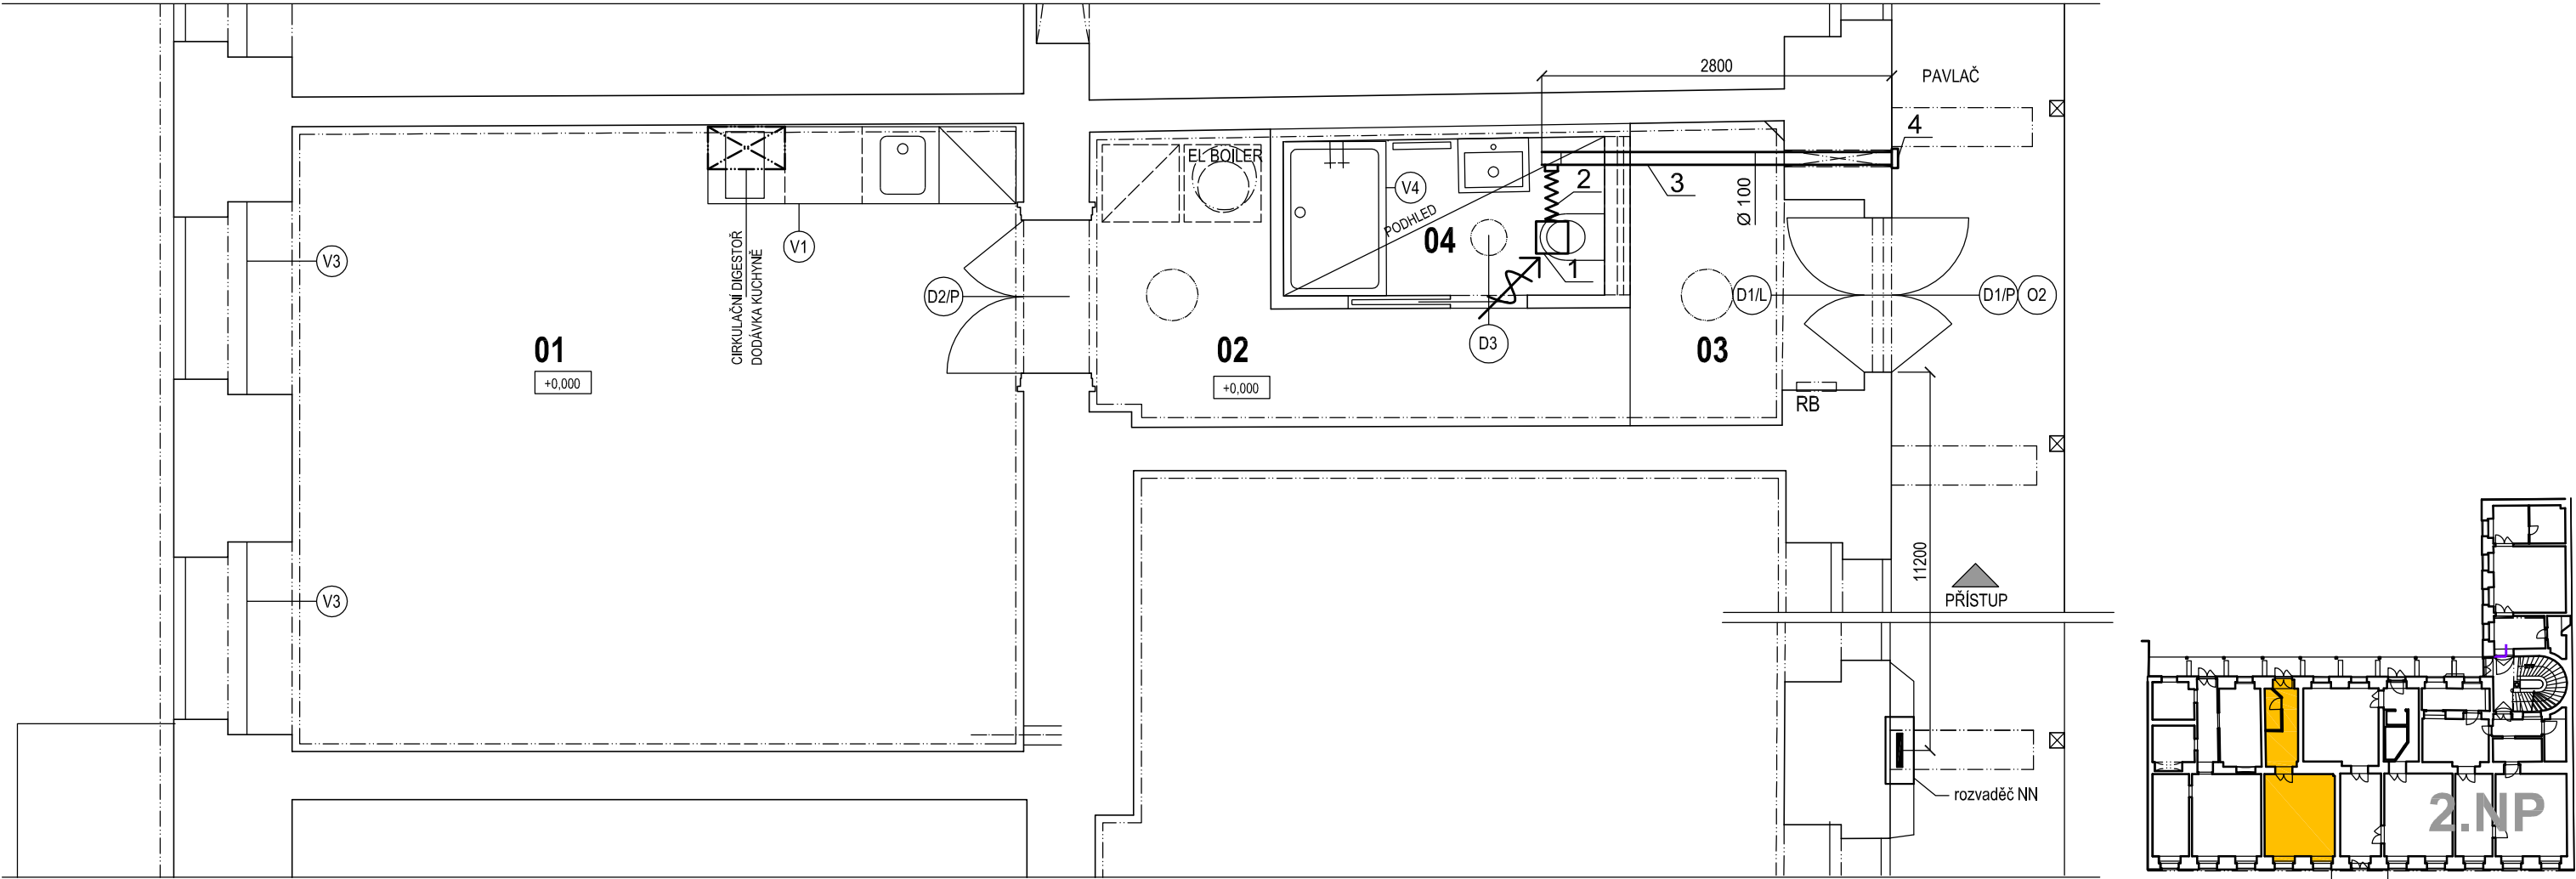 2800
PAVLAČ
4
EL BOILER
V4
2
3
Ø 100
PODHLED
04
1
V3
V1
CIRKULAČNÍ DIGESTOŘ
DODÁVKA KUCHYNĚ
D2/P
D1/L
D1/P
O2
01
+0,000
02
+0,000
D3
03
RB
11200
PŘÍSTUP
V3
rozvaděč NN
2.NP